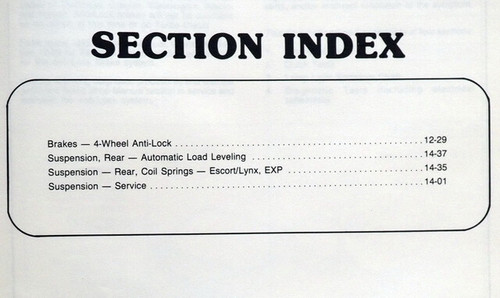 SECTION INDEX
Brakes — 4-Wheel Anti-Lock . . . . . . . . . . . . . . . . . . . . . . . . . . . . . . . . . . . . . . . . 12-29
Suspension, Rear — Automatic Load Leveling . . . . . . . . . . . . . . . . . . . . . . . . . . . 14-37
Suspension — Rear, Coil Springs — Escort/Lynx, EXP . . . . . . . . . . . . . . . . . . . . . 14-35
Suspension — Service . . . . . . . . . . . . . . . . . . . . . . . . . . . . . . . . . . . . . . . . . . . . . 14-01